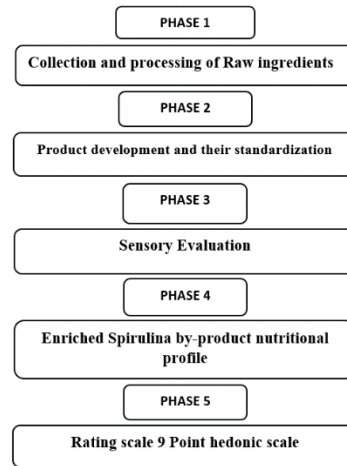 PHASE 1
Collection and processing of Raw ingredients
PHASE 2
Product development and their standardization
PHASE 3
Sensory Evaluation
PHASE 4
Enriched Spirulina by-product nutritional
profile
PHASE 5
Rating scale 9 Point hedonic scale